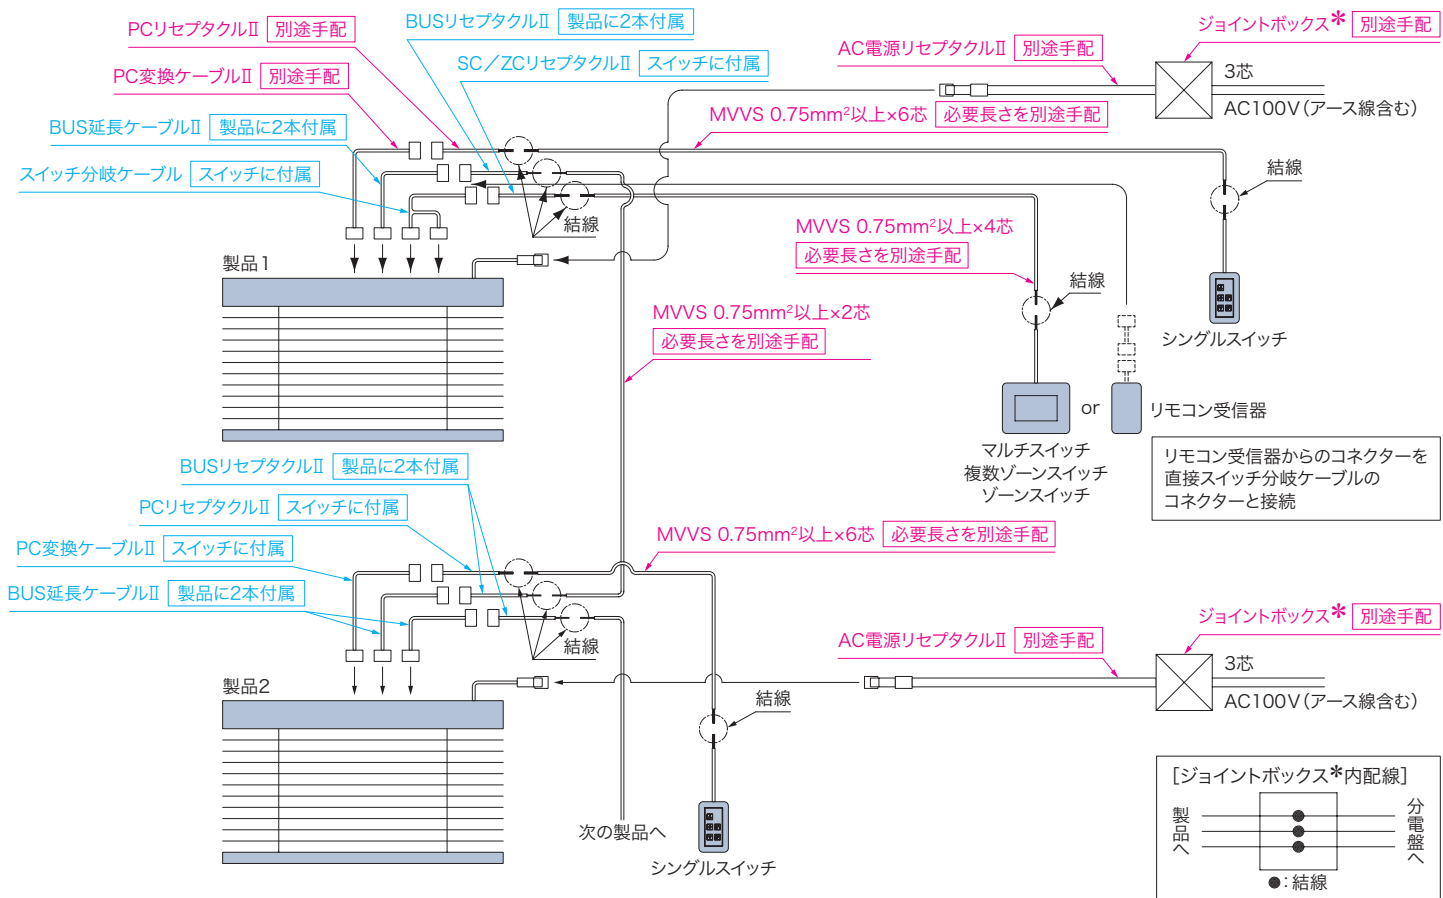 PCリセプタクルⅡ 別途手配
BUSリセプタクルⅡ 製品に2本付属
ジョイントボックス＊ 別途手配
AC電源リセプタクルⅡ 別途手配
SC／ZCリセプタクルⅡ スイッチに付属
PC変換ケーブルⅡ 別途手配
3芯
AC100V（アース線含む）
MVVS 0.75mm²以上×6芯 必要長さを別途手配
BUS延長ケーブルⅡ 製品に2本付属
スイッチ分岐ケーブル スイッチに付属
結線
結線
MVVS 0.75mm²以上×4芯
必要長さを別途手配
製品1
結線
MVVS 0.75mm²以上×2芯
必要長さを別途手配
シングルスイッチ
or
リモコン受信器
マルチスイッチ
複数ゾーンスイッチ
ゾーンスイッチ
リモコン受信器からのコネクターを
直接スイッチ分岐ケーブルの
コネクターと接続
BUSリセプタクルⅡ 製品に2本付属
PCリセプタクルⅡ スイッチに付属
MVVS 0.75mm²以上×6芯 必要長さを別途手配
PC変換ケーブルⅡ スイッチに付属
BUS延長ケーブルⅡ 製品に2本付属
ジョイントボックス＊ 別途手配
AC電源リセプタクルⅡ 別途手配
結線
3芯
AC100V（アース線含む）
製品2
結線
次の製品へ
シングルスイッチ
［ジョイントボックス＊内配線］
製品へ
分電盤へ
●：結線